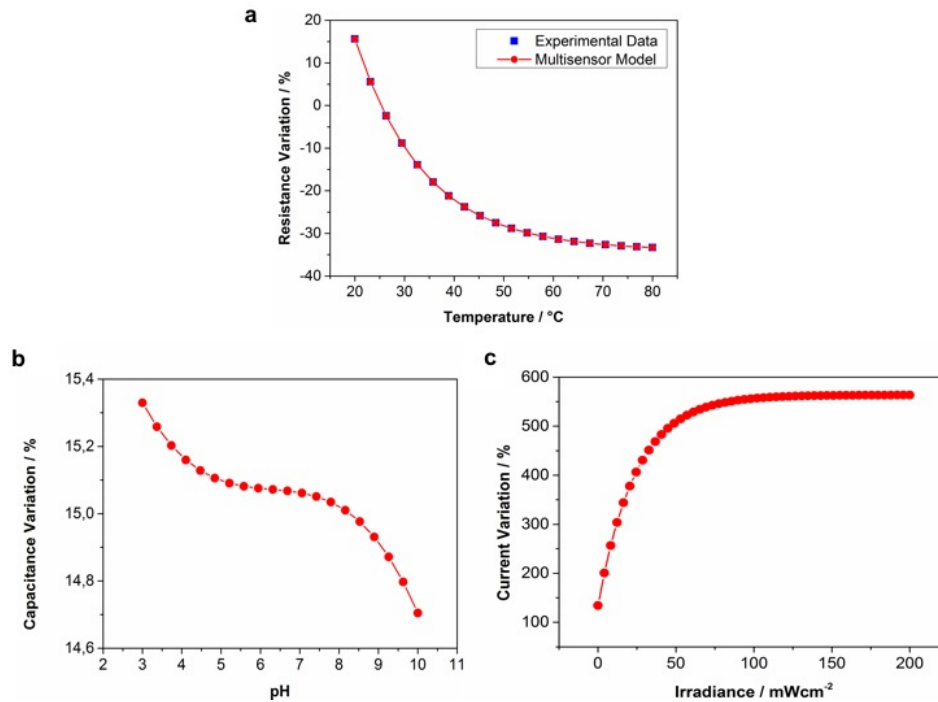 a
20
10
0
-10
-20
-30
-40
Resistance Variation / %
Experimental Data
Multisensor Model
20 30 40 50 60 70 80
Temperature / °C
b
15,4
15,2
15,0
14,8
14,6
Capacitance Variation / %
2 3 4 5 6 7 8 9 10 11
pH
c
600
500
400
300
200
100
Current Variation / %
0 50 100 150 200
Irradiance / mWcm⁻²